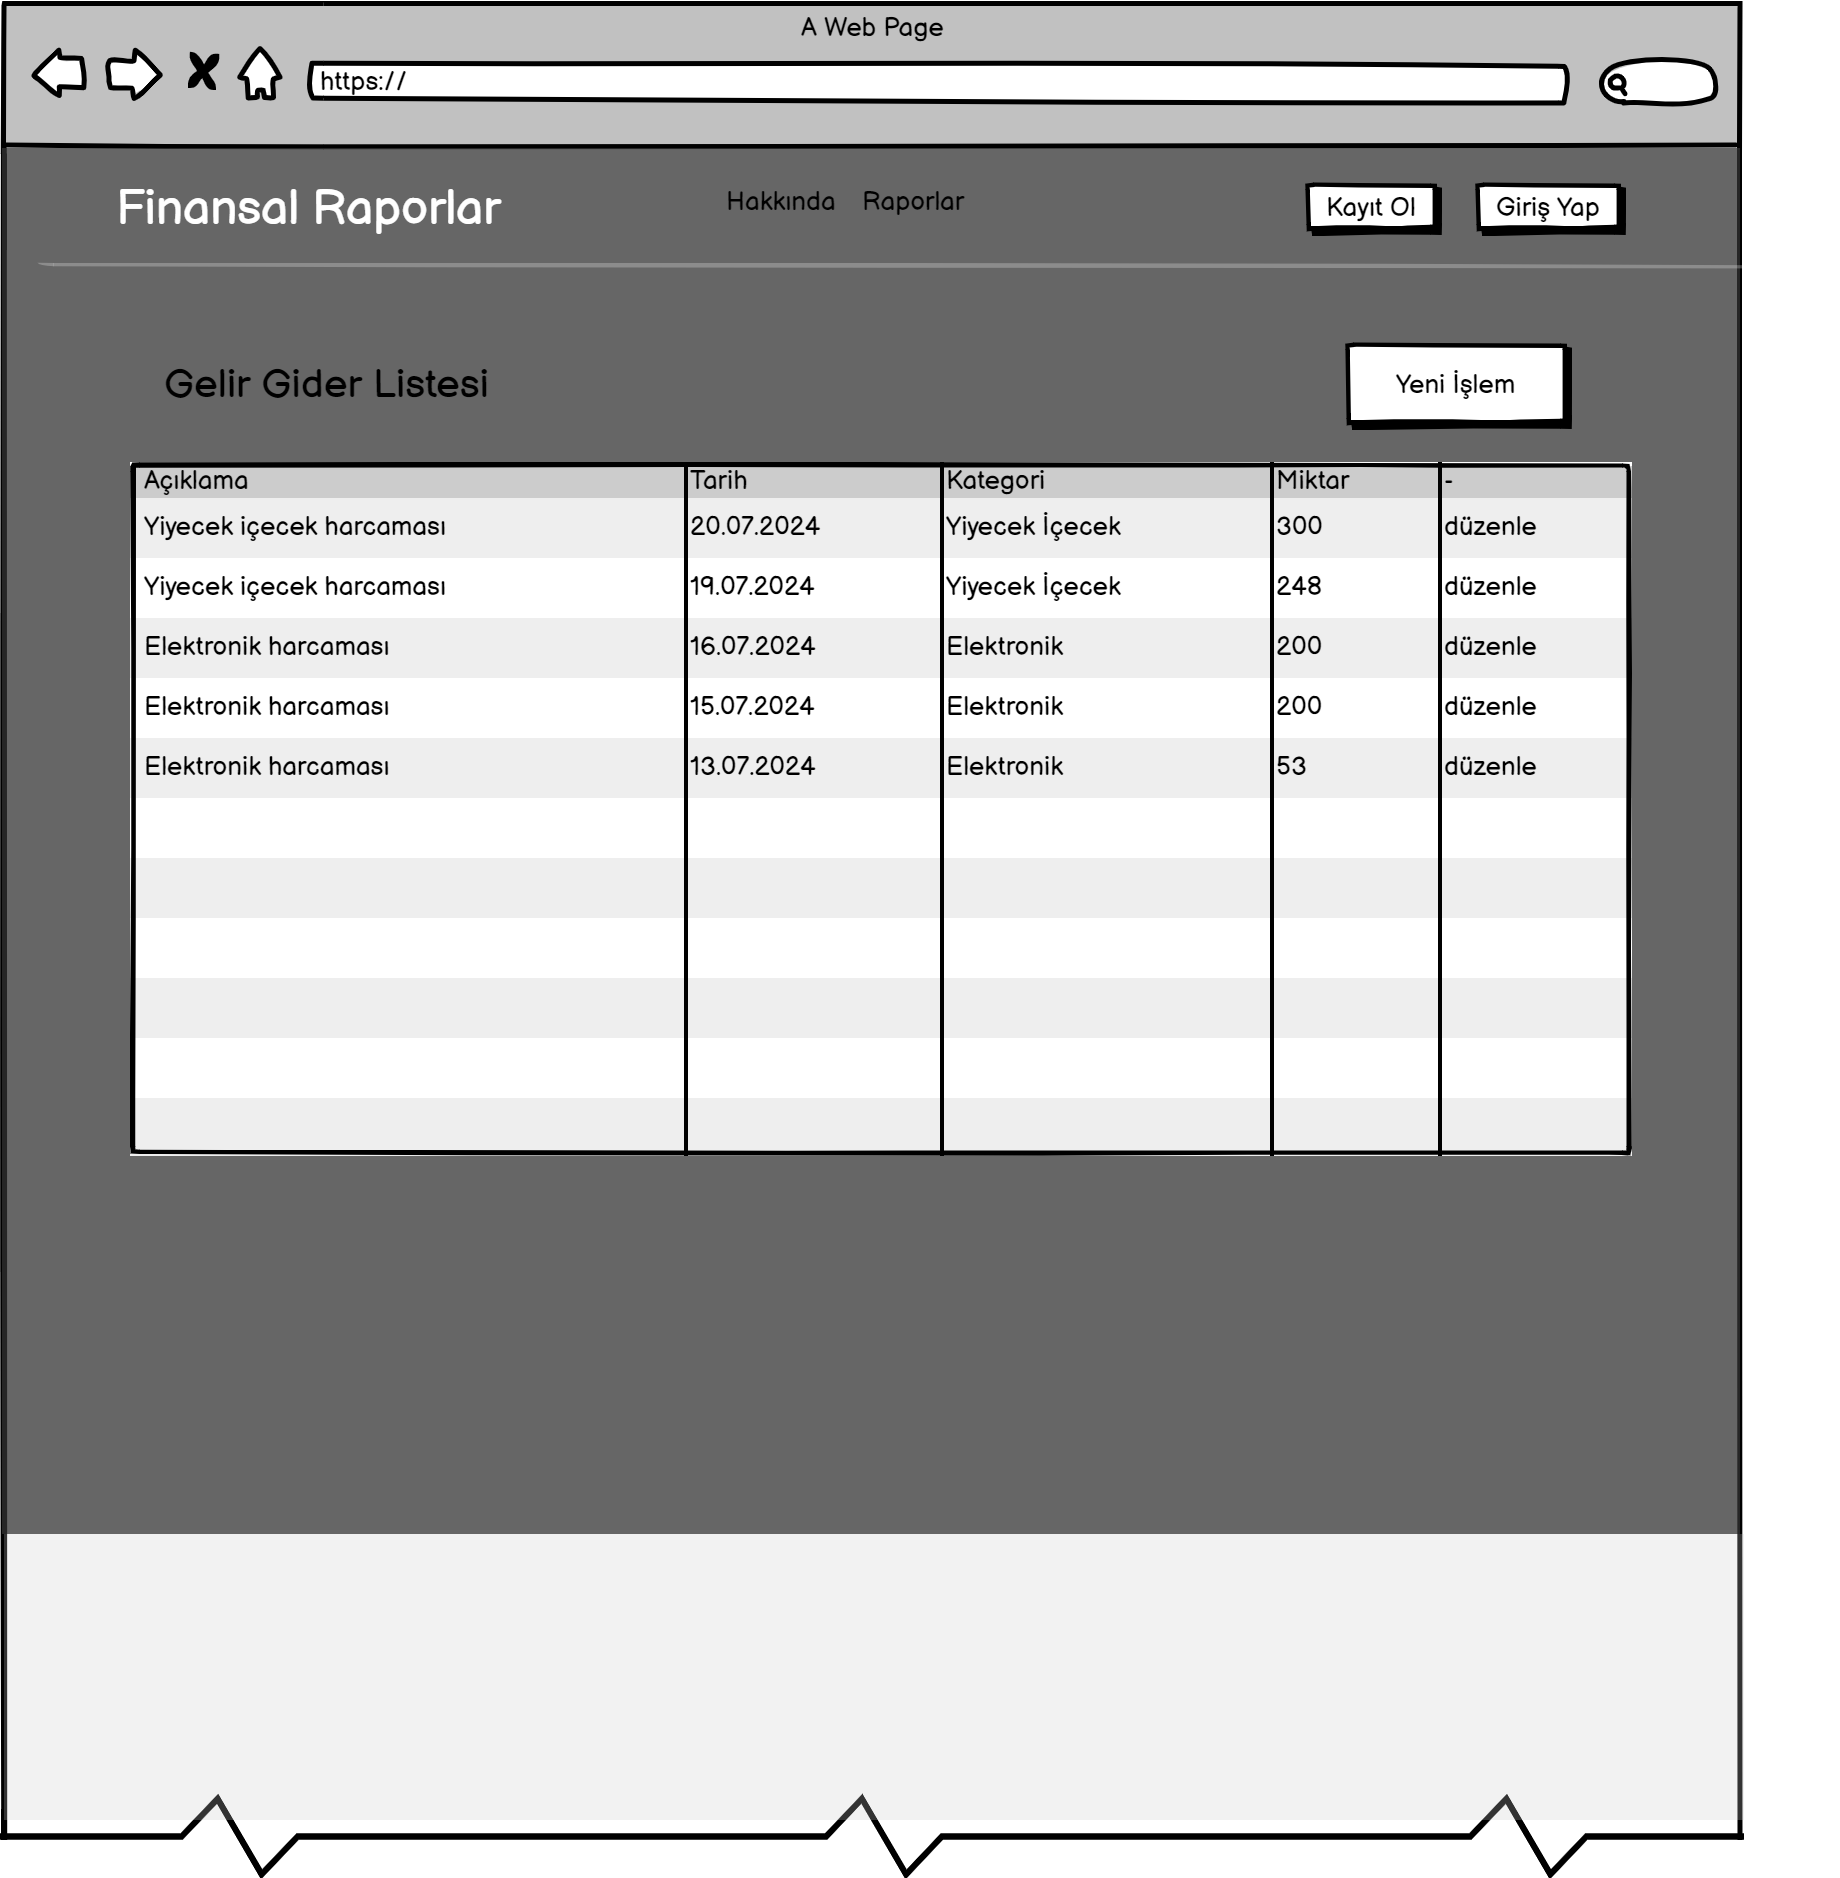 A Web Page
https://
Finansal Raporlar Hakkında Raporlar Kayıt Ol Giriş Yap
Gelir Gider Listesi Yeni İşlem
Açıklama Tarih Kategori Miktar -
Yiyecek içecek harcaması 20.07.2024 Yiyecek İçecek 300 düzenle
Yiyecek içecek harcaması 19.07.2024 Yiyecek İçecek 248 düzenle
Elektronik harcaması 16.07.2024 Elektronik 200 düzenle
Elektronik harcaması 15.07.2024 Elektronik 200 düzenle
Elektronik harcaması 13.07.2024 Elektronik 53 düzenle